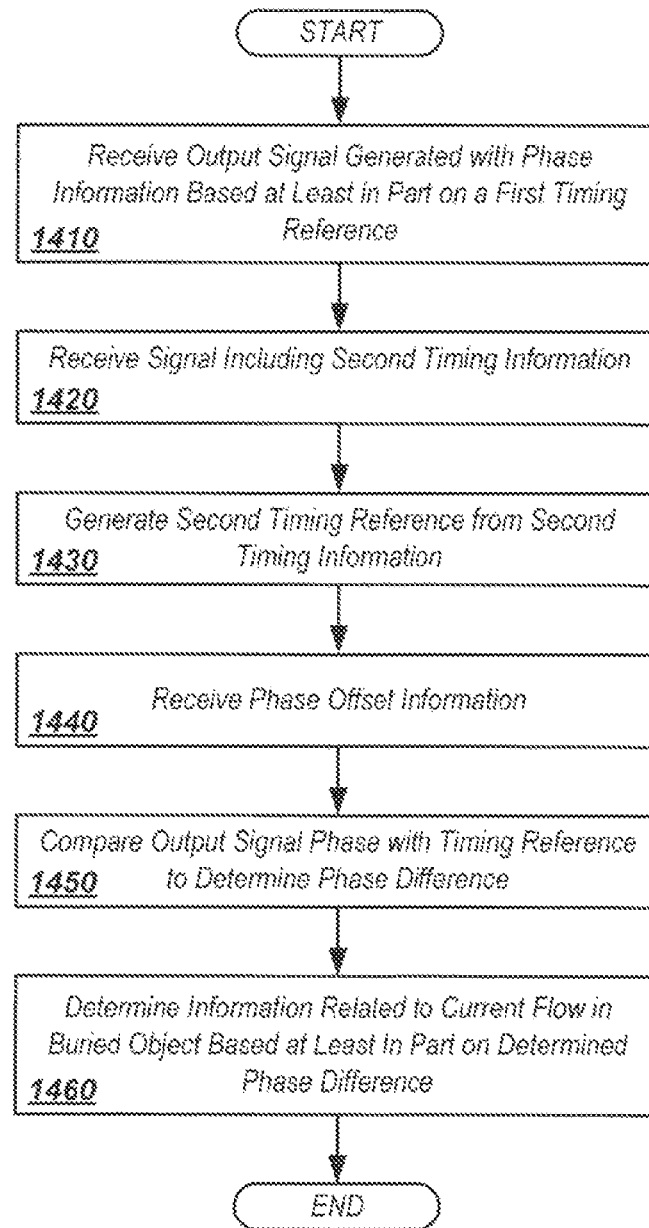 START
Receive Output Signal Generated with Phase
Information Based at Least in Part on a First Timing
Reference
1410
Receive Signal Including Second Timing Information
1420
Generate Second Timing Reference from Second
Timing Information
1430
Receive Phase Offset Information
1440
Compare Output Signal Phase with Timing Reference
to Determine Phase Difference
1450
Determine Information Related to Current Flow in
Buried Object Based at Least In Part on Determined
Phase Difference
1460
END